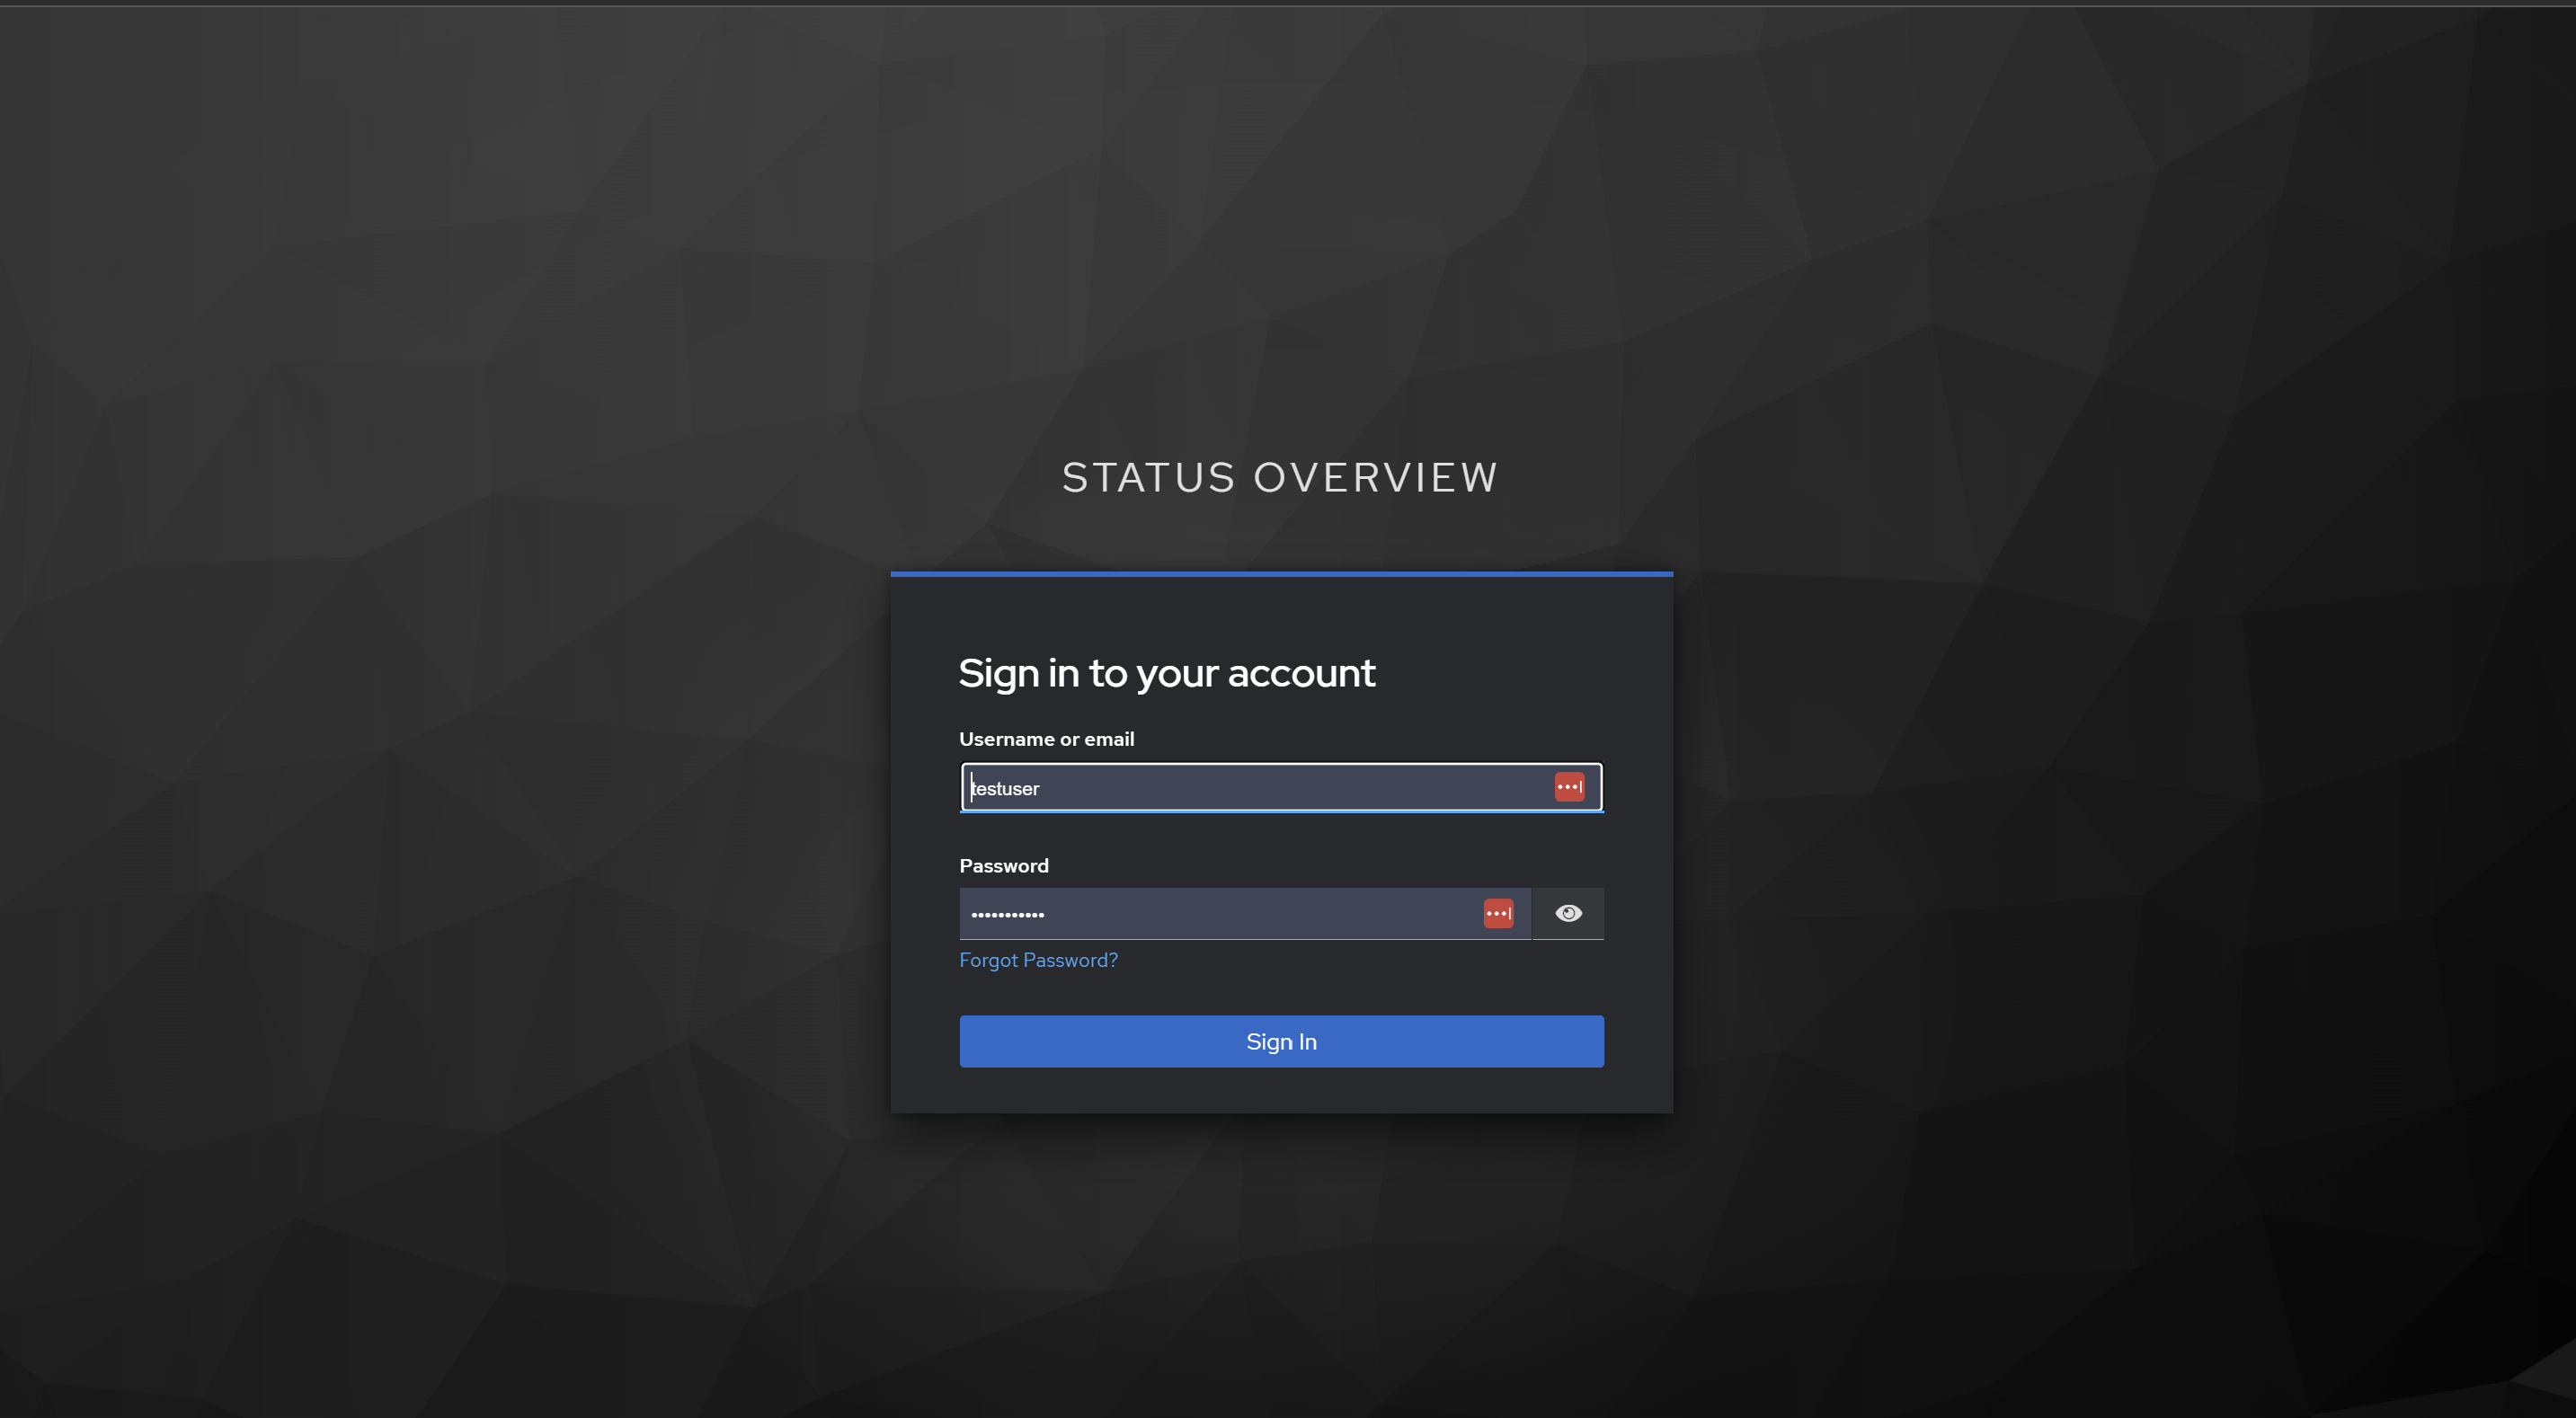 STATUS OVERVIEW
Sign in to your account
Username or email
testuser
Password
•••••••••••
Forgot Password?
Sign In